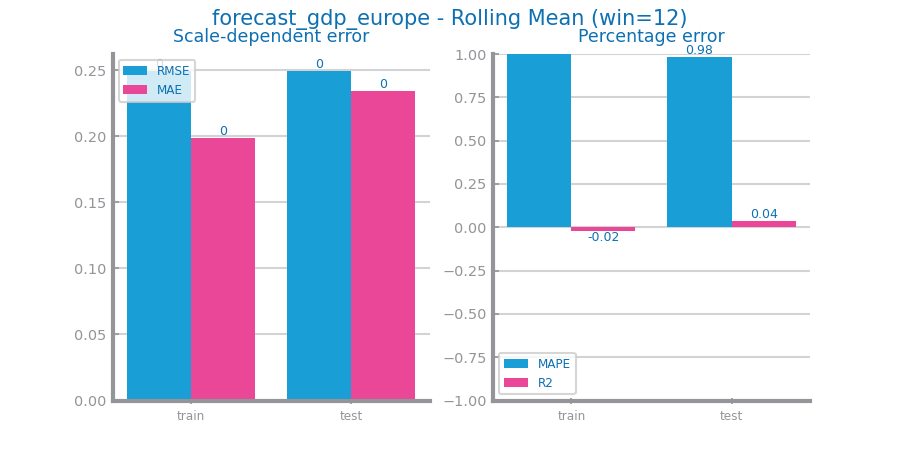 forecast_gdp_europe - Rolling Mean (win=12)
Scale-dependent error
Percentage error
0.25
0.20
0.15
0.10
0.05
0.00
RMSE
MAE
0
0
0
0
train
test
1.00
0.75
0.50
0.25
0.00
−0.25
−0.50
−0.75
−1.00
0.98
-0.02
0.04
MAPE
R2
train
test